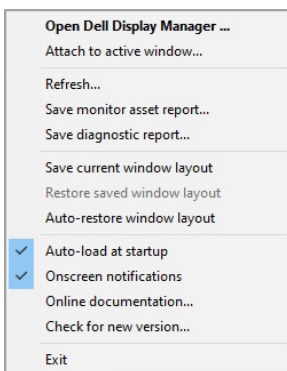 Open Dell Display Manager ...
Attach to active window...
Refresh...
Save monitor asset report...
Save diagnostic report...
Save current window layout
Restore saved window layout
Auto-restore window layout
Auto-load at startup
Onscreen notifications
Online documentation...
Check for new version...
Exit